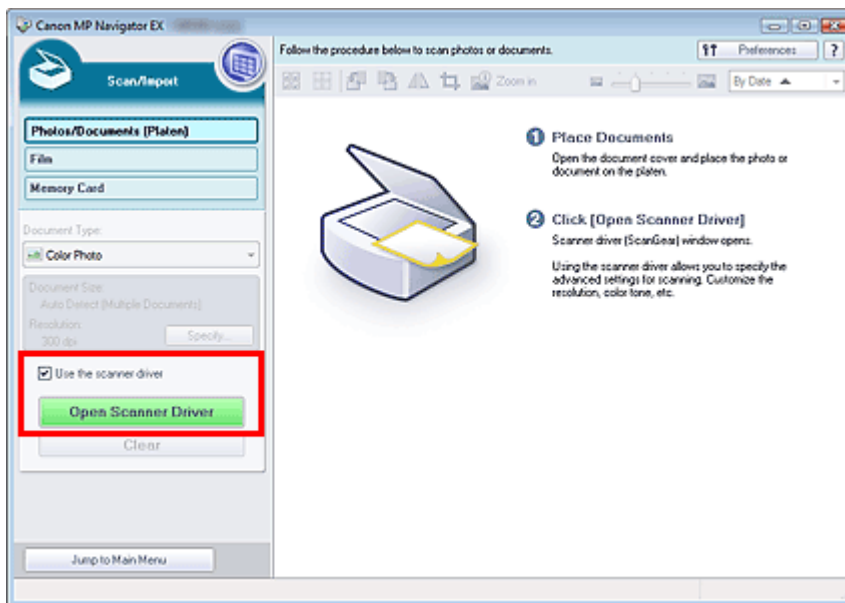 Canon MP Navigator EX
Scan/Import
Photos/Documents (Platen)
Film
Memory Card
Document Type:
Color Photo
Document Size:
Auto Detect (Multiple Documents)
Resolution:
300 dpi
Specify...
Use the scanner driver
Open Scanner Driver
Clear
Jump to Main Menu
Follow the procedure below to scan photos or documents.
Preferences
?
Zoom in
By Date
1 Place Documents
Open the document cover and place the photo or
document on the platen.
2 Click [Open Scanner Driver]
Scanner driver (ScanGear) window opens.
Using the scanner driver allows you to specify the
advanced settings for scanning. Customize the
resolution, color tone, etc.